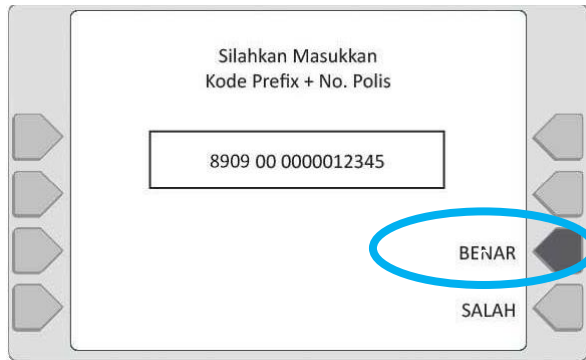 Silahkan Masukkan
Kode Prefix + No. Polis
8909 00 0000012345
BENAR
SALAH